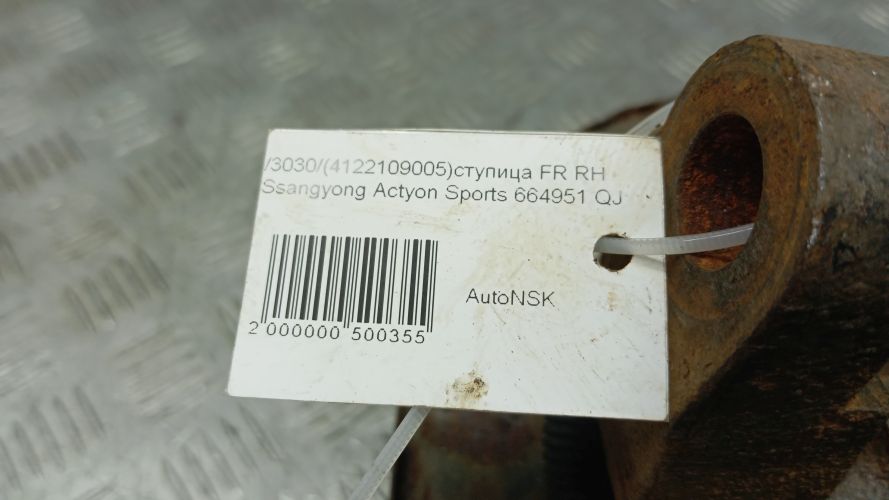 /3030/(4122109005)ступица FR RH
Ssangyong Actyon Sports 664951 QJ
AutoNSK
2 000000 500355